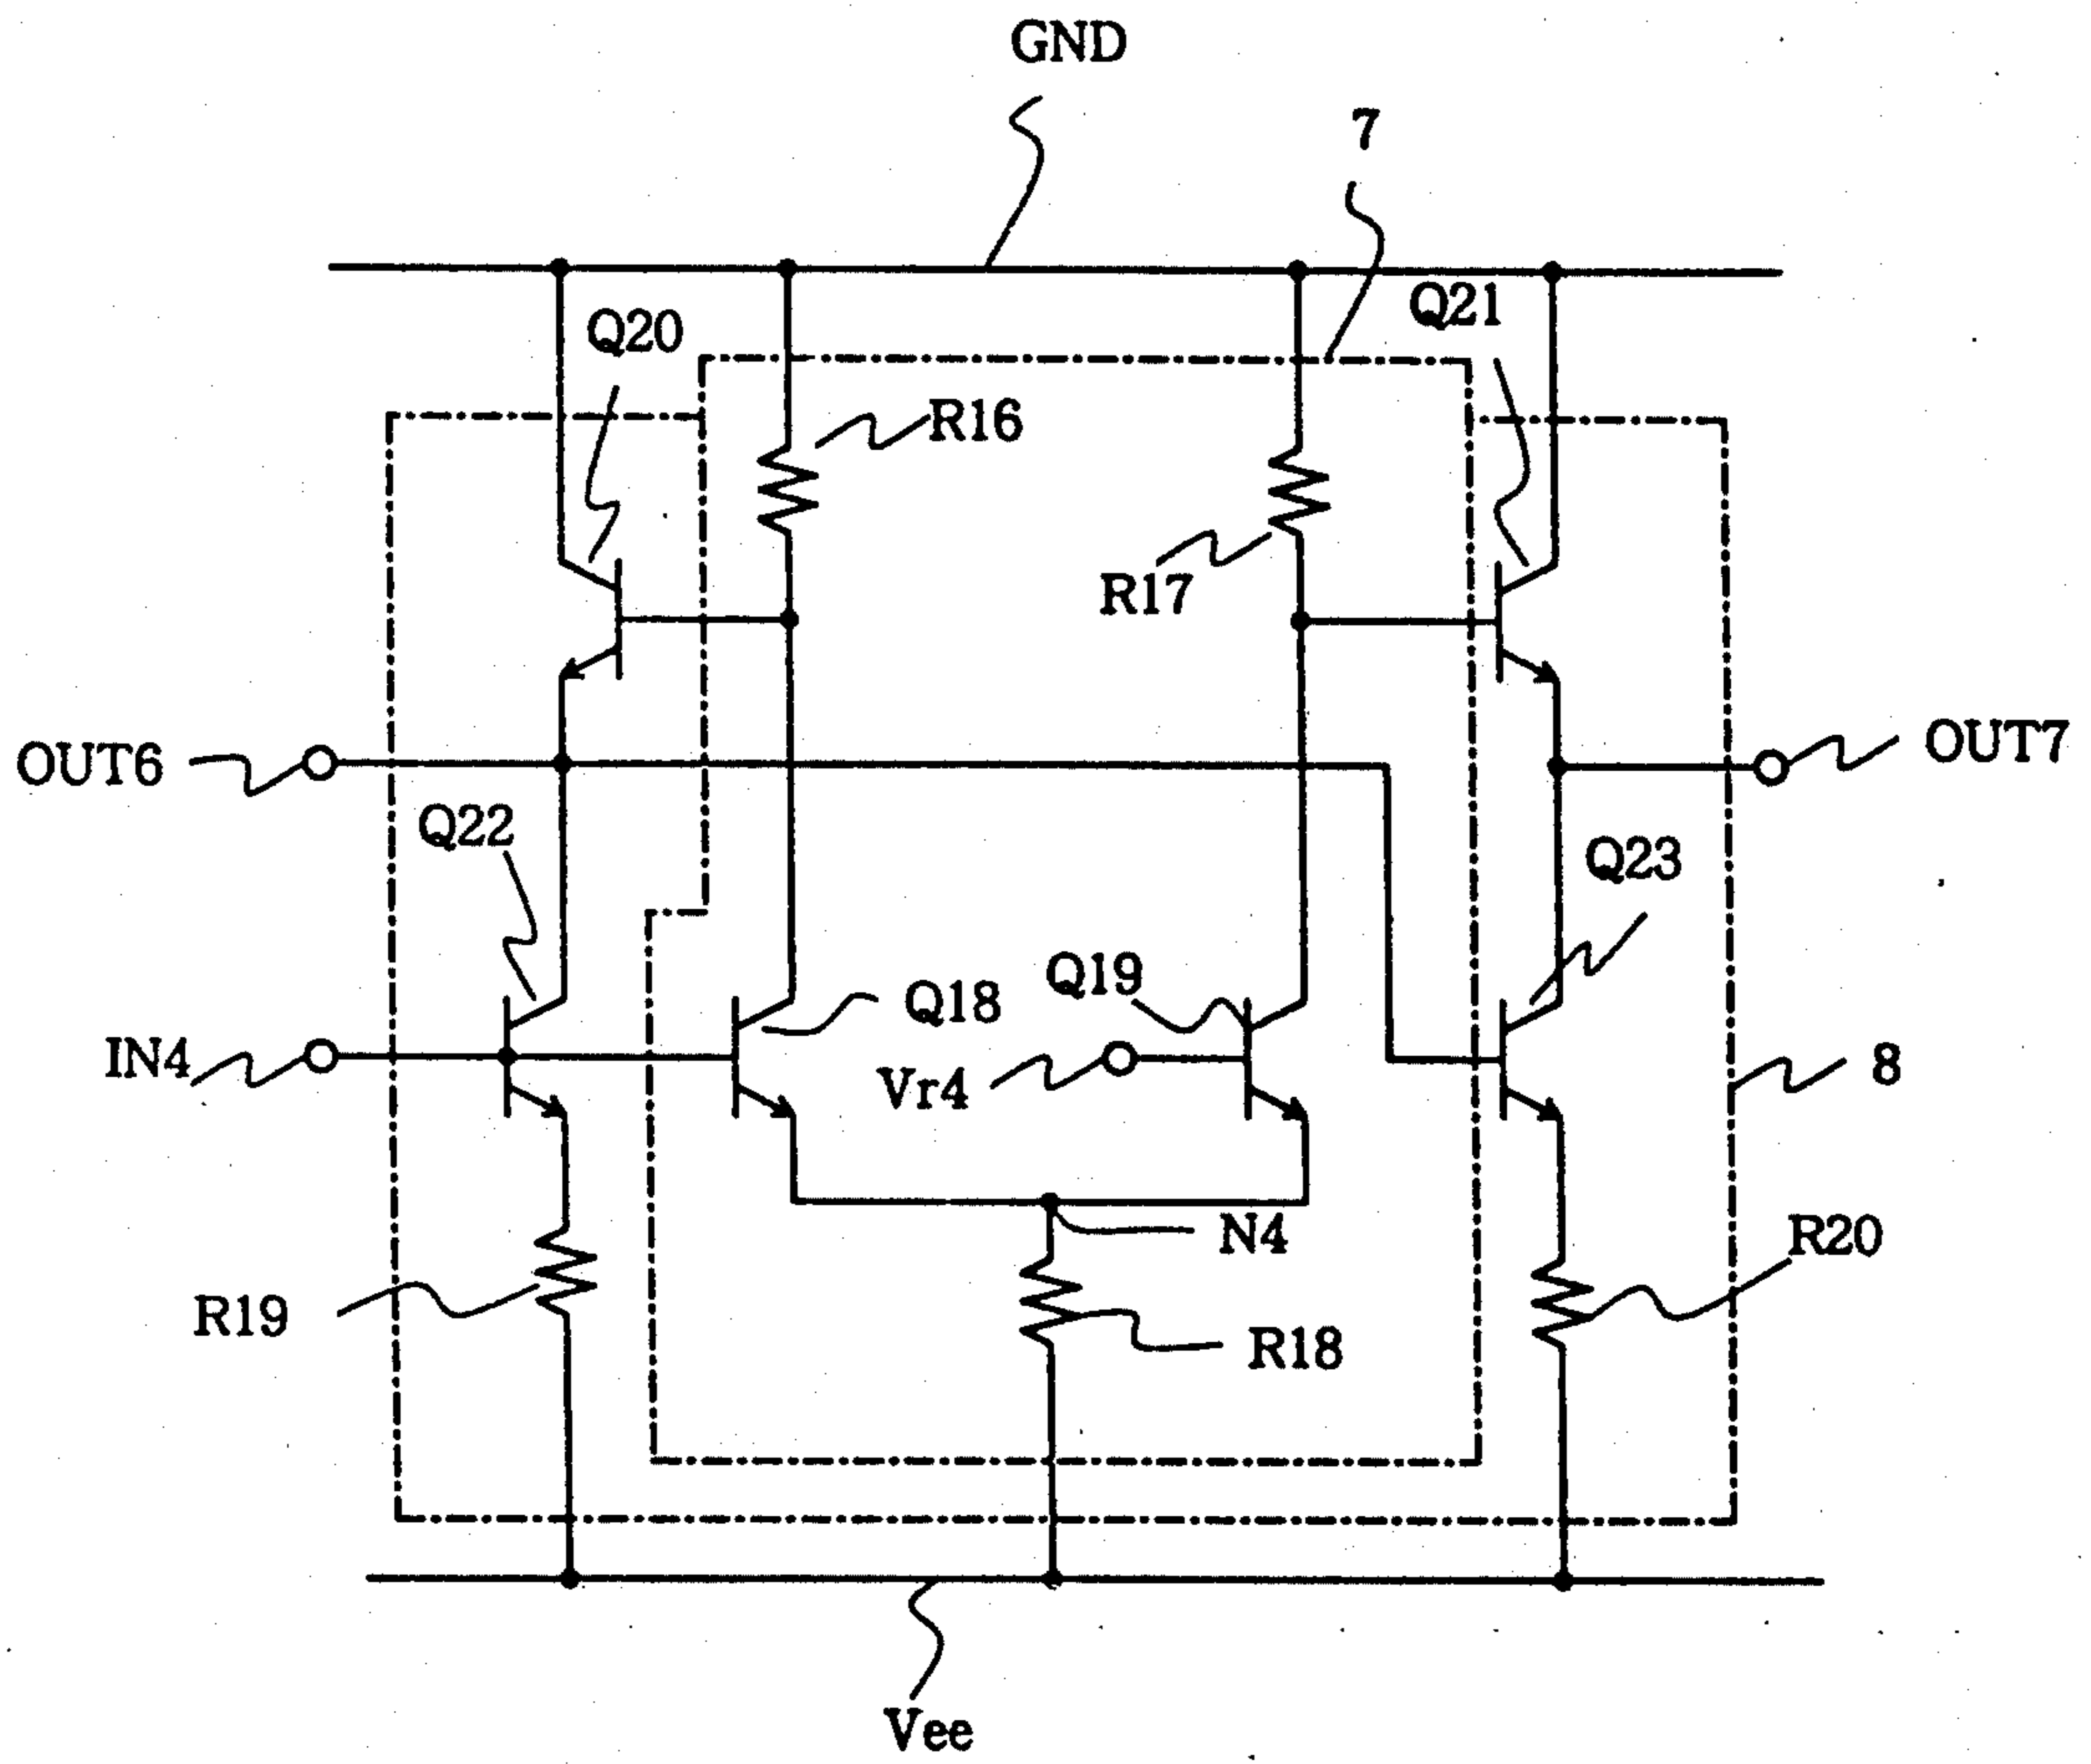 GND
7
Q20
Q21
R16
R17
OUT6
OUT7
Q22
Q23
Q18
Q19
IN4
Vr4
8
N4
R20
R19
R18
Vee